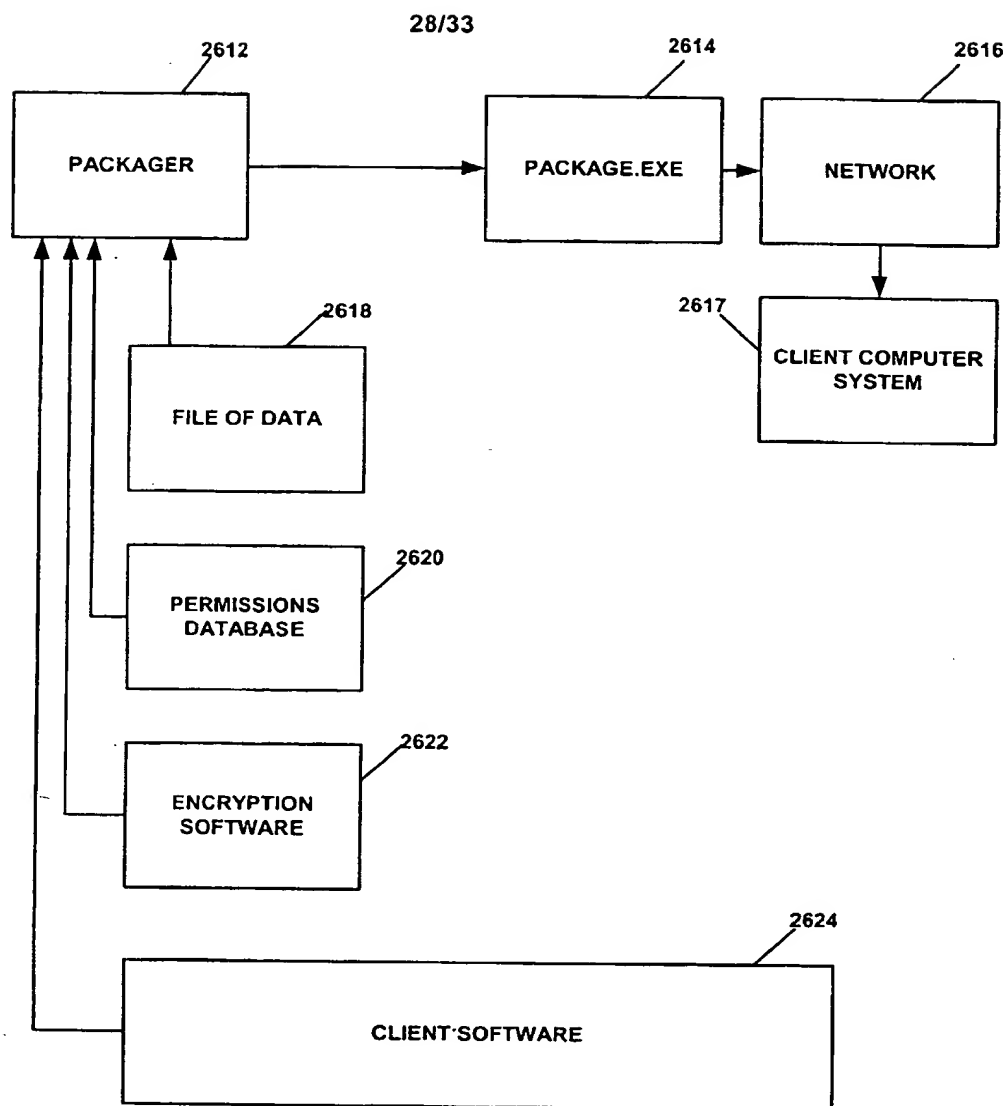 28/33
2612
2614
2616
PACKAGER
PACKAGE.EXE
NETWORK
2618
2617
FILE OF DATA
CLIENT COMPUTER
SYSTEM
2620
PERMISSIONS
DATABASE
2622
ENCRYPTION
SOFTWARE
2624
CLIENT SOFTWARE